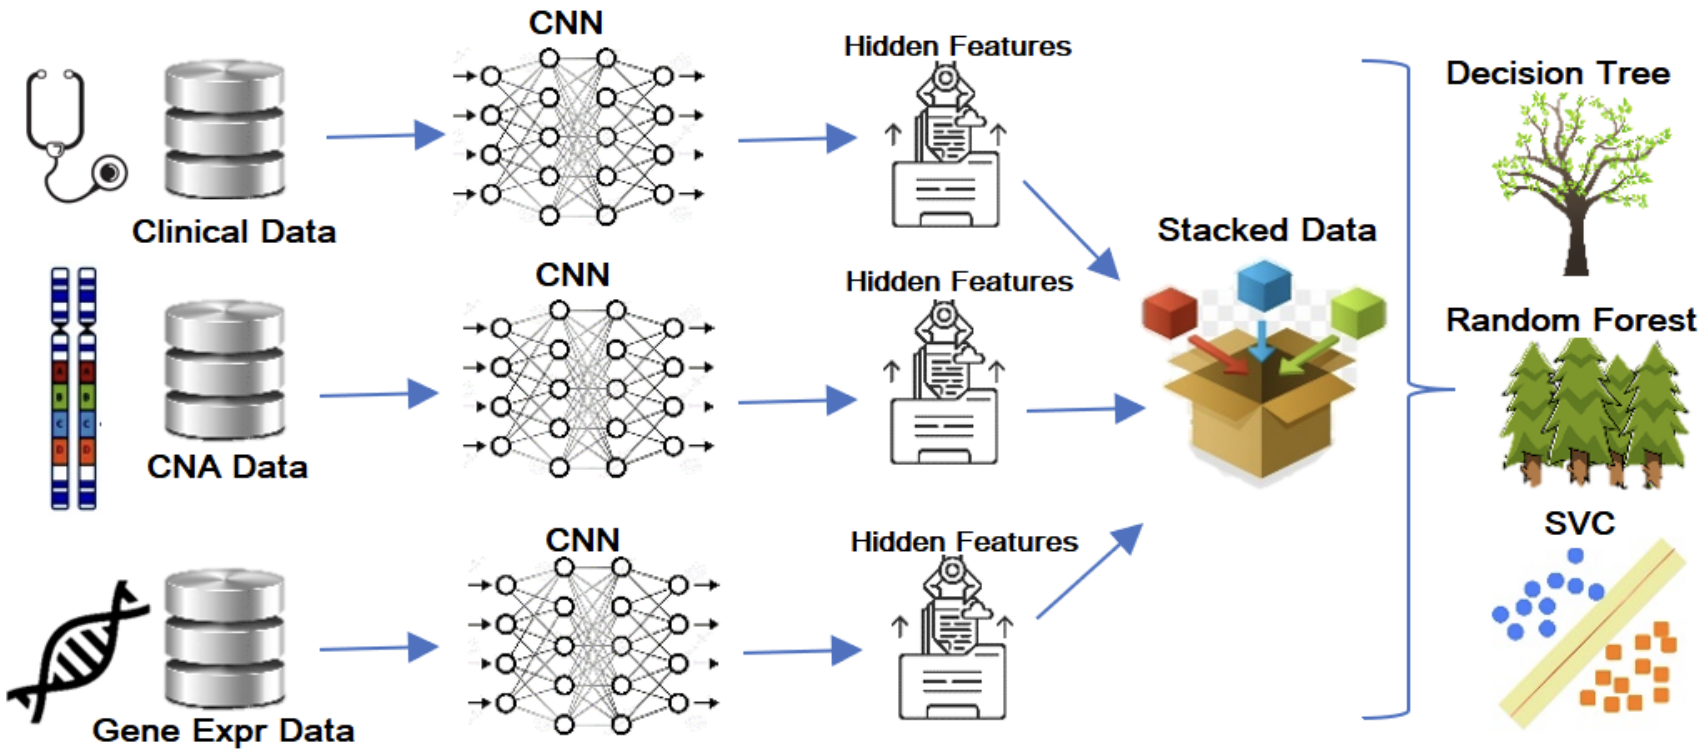 CNN
Hidden Features
Decision Tree
Clinical Data
Stacked Data
CNN
Hidden Features
Random Forest
A A
B B
C C
D D
CNA Data
SVC
CNN
Hidden Features
Gene Expr Data